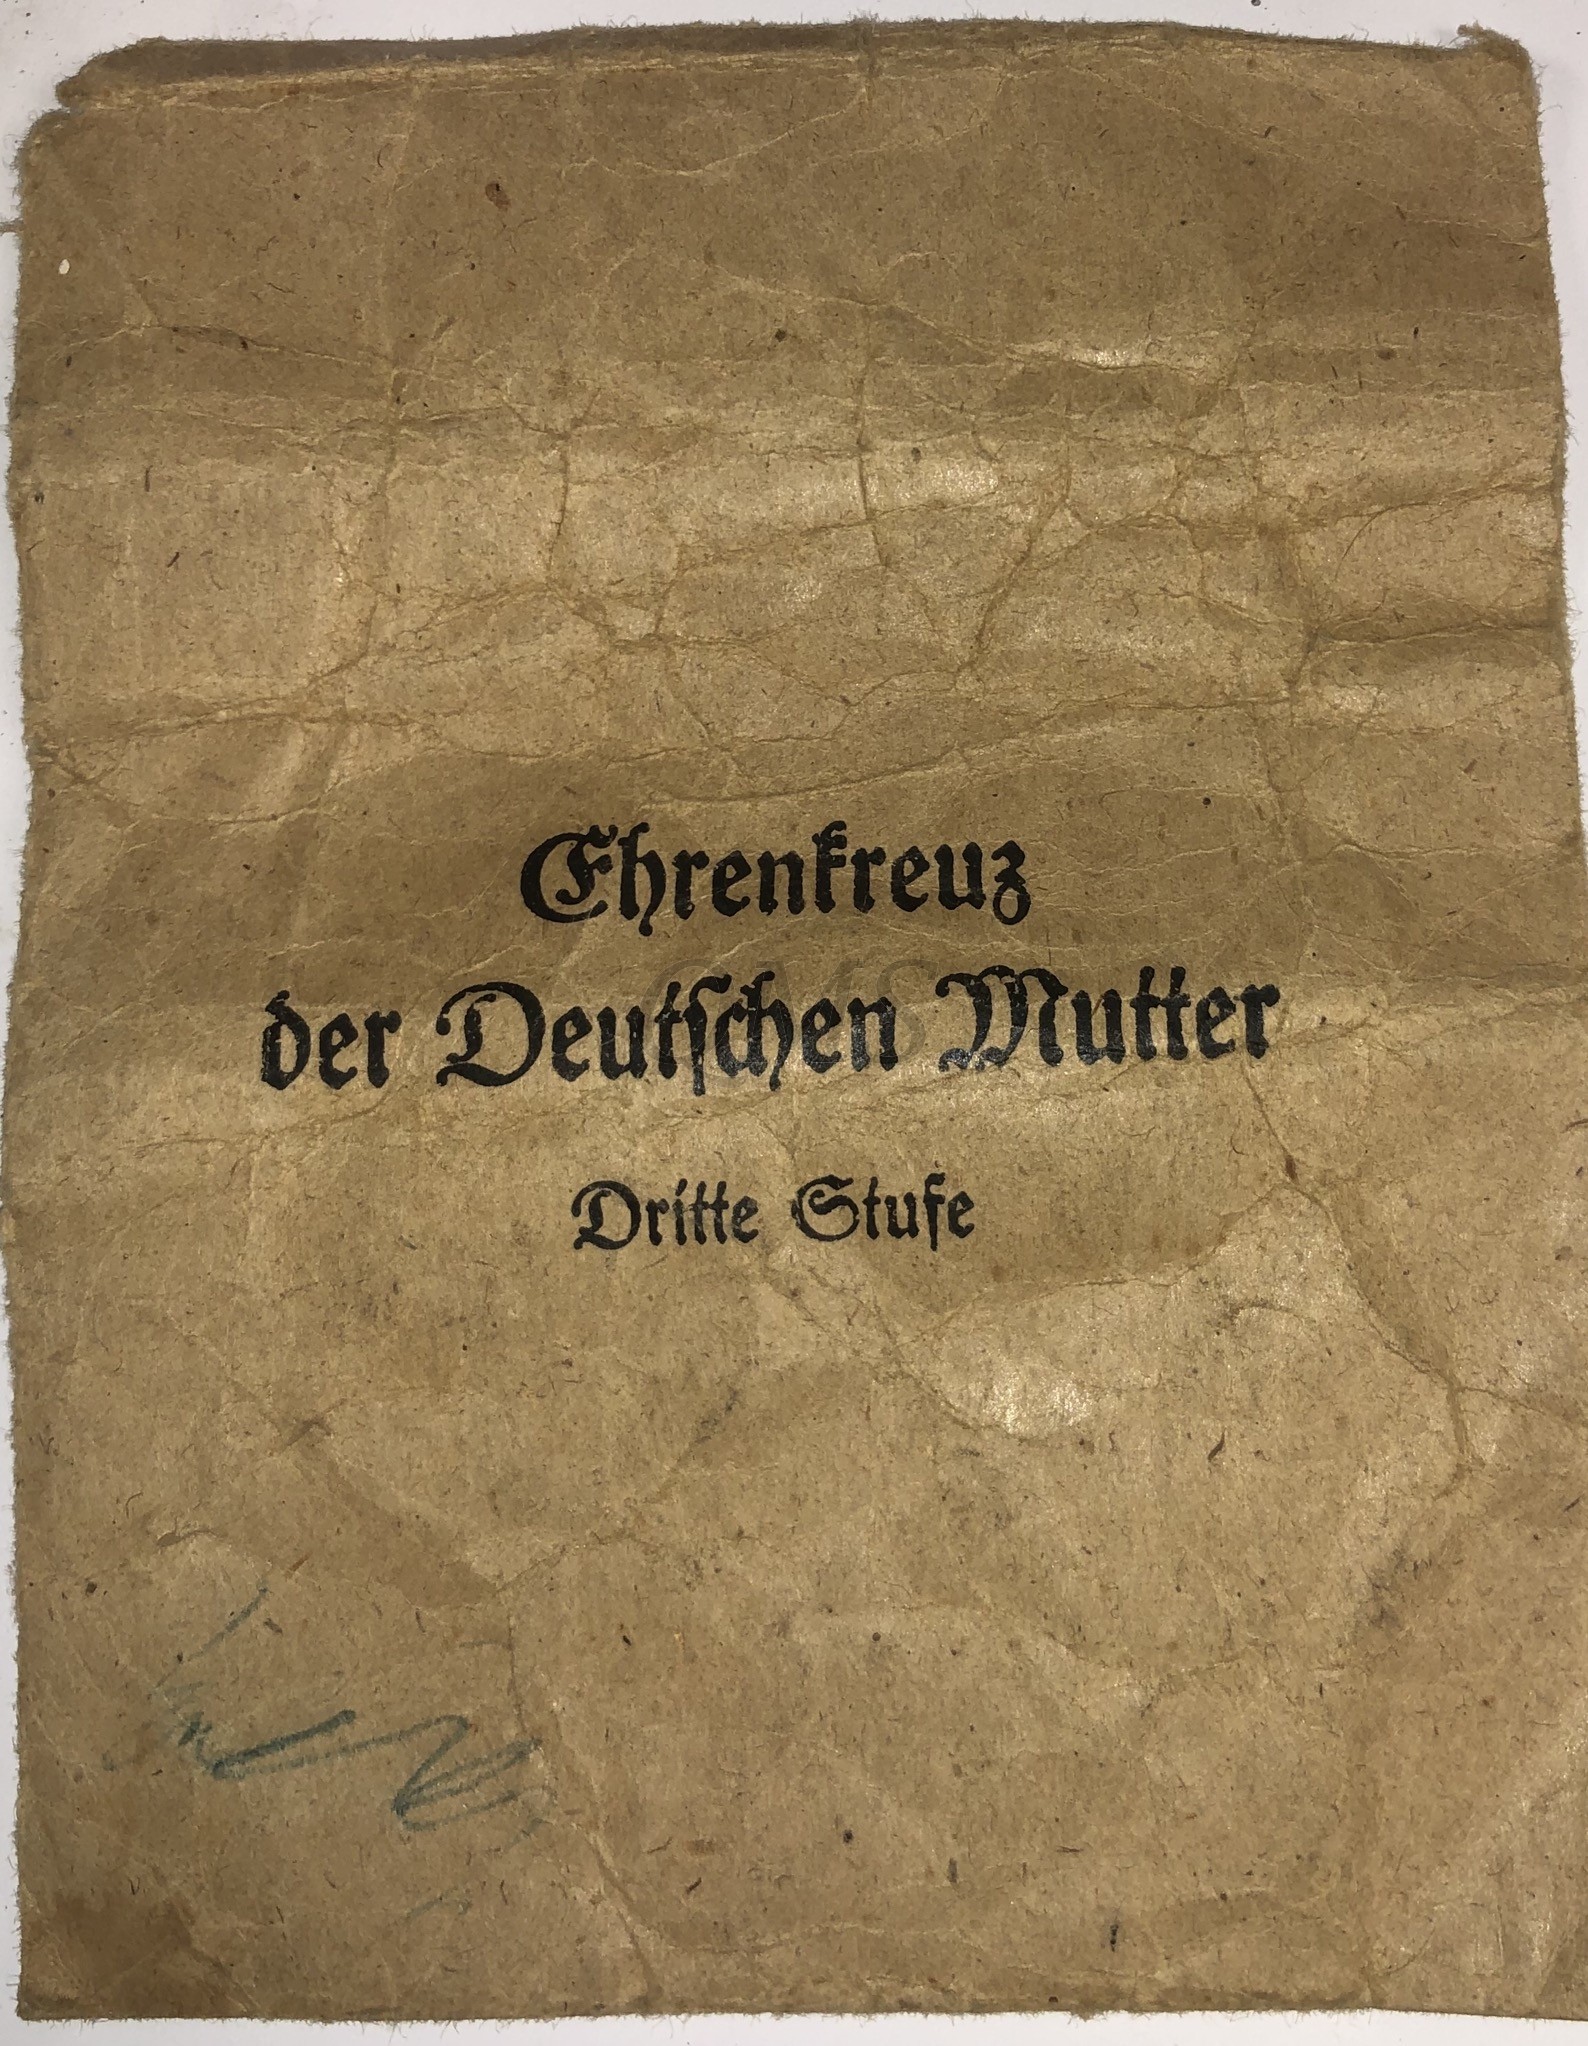 Ehrenkreuz
der Deutschen Mutter
Dritte Stufe